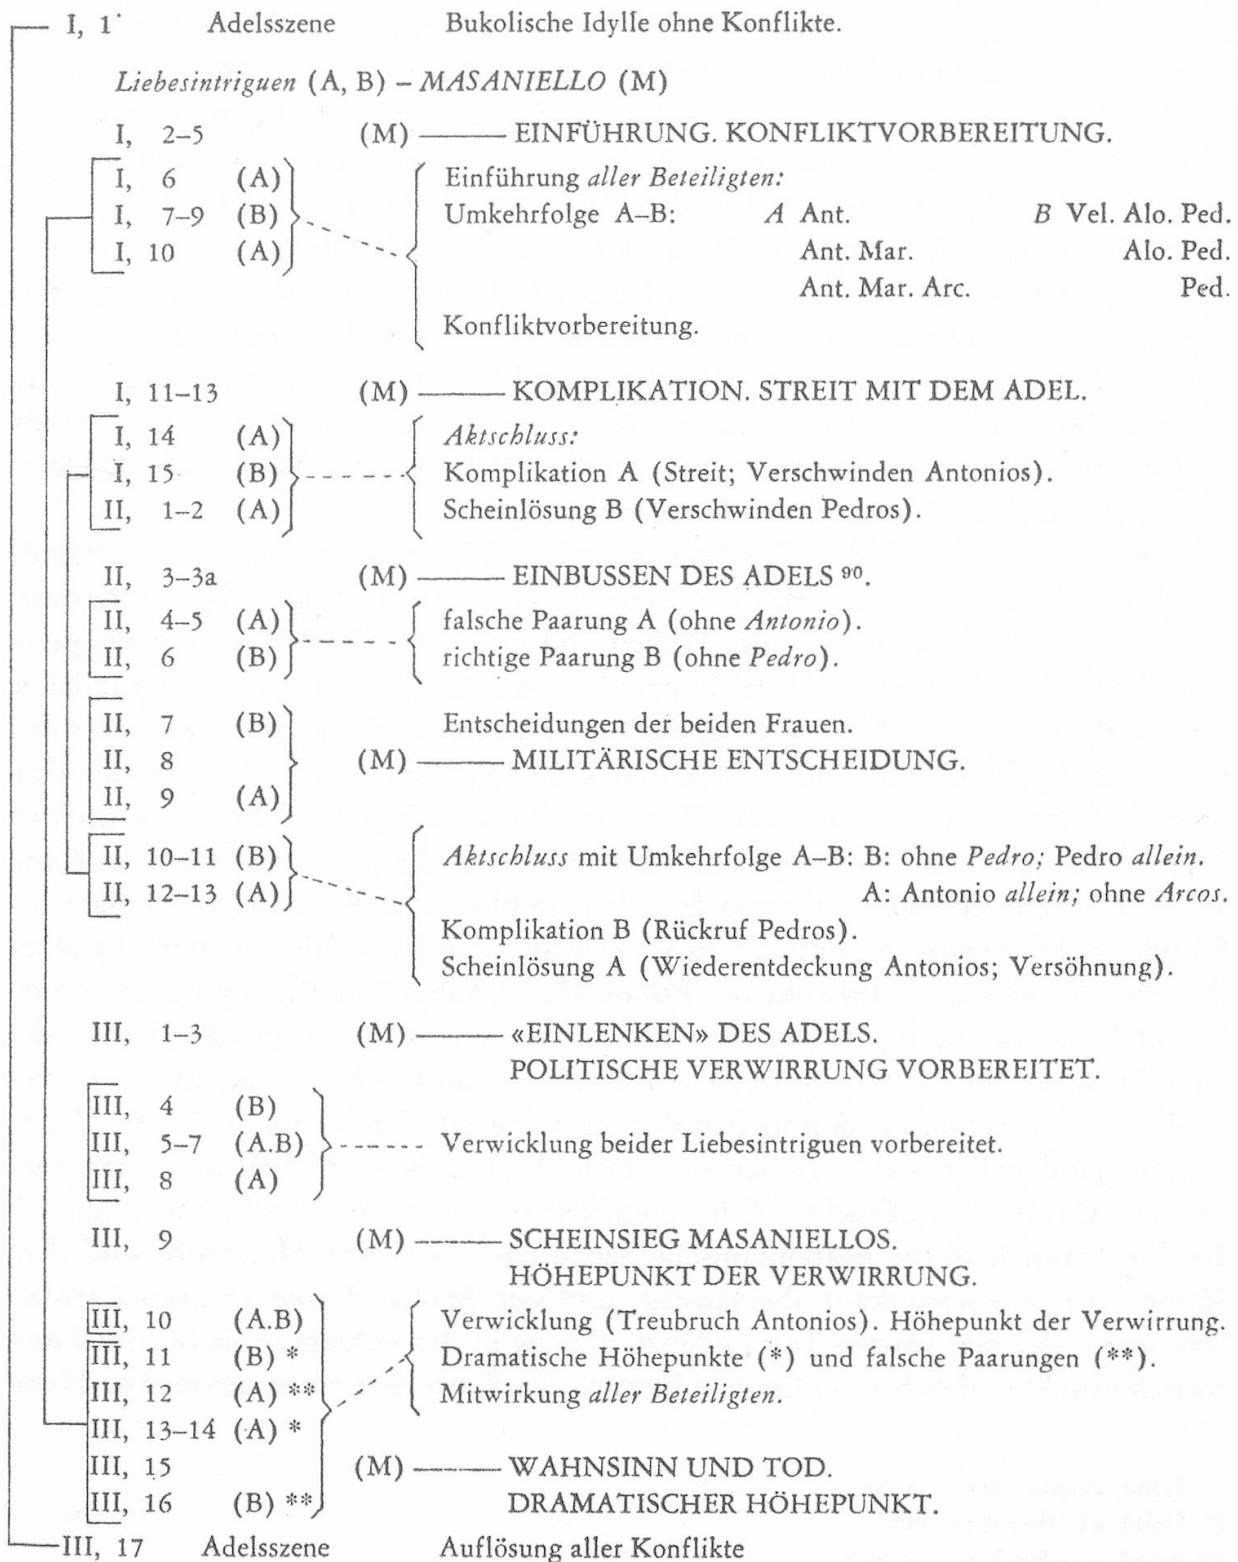 I, 1 Adelsszene Bukolische Idylle ohne Konflikte.
Liebesintriguen (A, B) – MASANIELLO (M)
I, 2–5 (M) —— EINFÜHRUNG. KONFLIKTVORBEREITUNG.
I, 6 (A) Einführung aller Beteiligten:
I, 7–9 (B) Umkehrfolge A–B: A Ant. B Vel. Alo. Ped.
I, 10 (A) Ant. Mar. Alo. Ped.
Ant. Mar. Arc. Ped.
Konfliktvorbereitung.
I, 11–13 (M) —— KOMPLIKATION. STREIT MIT DEM ADEL.
I, 14 (A) Aktschluss:
I, 15 (B) Komplikation A (Streit; Verschwinden Antonios).
II, 1–2 (A) Scheinlösung B (Verschwinden Pedros).
II, 3–3a (M) —— EINBUSSEN DES ADELS 90.
II, 4–5 (A) falsche Paarung A (ohne Antonio).
II, 6 (B) richtige Paarung B (ohne Pedro).
II, 7 (B) Entscheidungen der beiden Frauen.
II, 8 (M) —— MILITÄRISCHE ENTSCHEIDUNG.
II, 9 (A)
II, 10–11 (B) Aktschluss mit Umkehrfolge A–B: B: ohne Pedro; Pedro allein.
II, 12–13 (A) A: Antonio allein; ohne Arcos.
Komplikation B (Rückruf Pedros).
Scheinlösung A (Wiederentdeckung Antonios; Versöhnung).
III, 1–3 (M) —— «EINLENKEN» DES ADELS.
POLITISCHE VERWIRRUNG VORBEREITET.
III, 4 (B)
III, 5–7 (A.B) Verwicklung beider Liebesintriguen vorbereitet.
III, 8 (A)
III, 9 (M) —— SCHEINSIEG MASANIELLOS.
HÖHEPUNKT DER VERWIRRUNG.
III, 10 (A.B) Verwicklung (Treubruch Antonios). Höhepunkt der Verwirrung.
III, 11 (B) * Dramatische Höhepunkte (*) und falsche Paarungen (**).
III, 12 (A) ** Mitwirkung aller Beteiligten.
III, 13–14 (A) *
III, 15 (M) —— WAHNSINN UND TOD.
III, 16 (B) ** DRAMATISCHER HÖHEPUNKT.
III, 17 Adelsszene Auflösung aller Konflikte